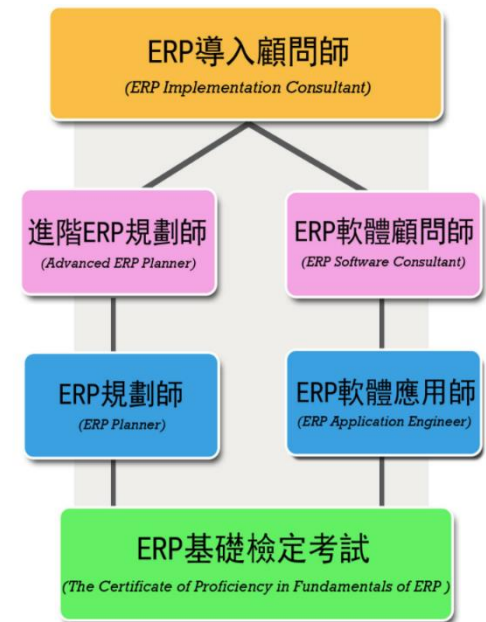 ERP導入顧問師
(ERP Implementation Consultant)
進階ERP規劃師
(Advanced ERP Planner)
ERP軟體顧問師
(ERP Software Consultant)
ERP規劃師
(ERP Planner)
ERP軟體應用師
(ERP Application Engineer)
ERP基礎檢定考試
(The Certificate of Proficiency in Fundamentals of ERP )